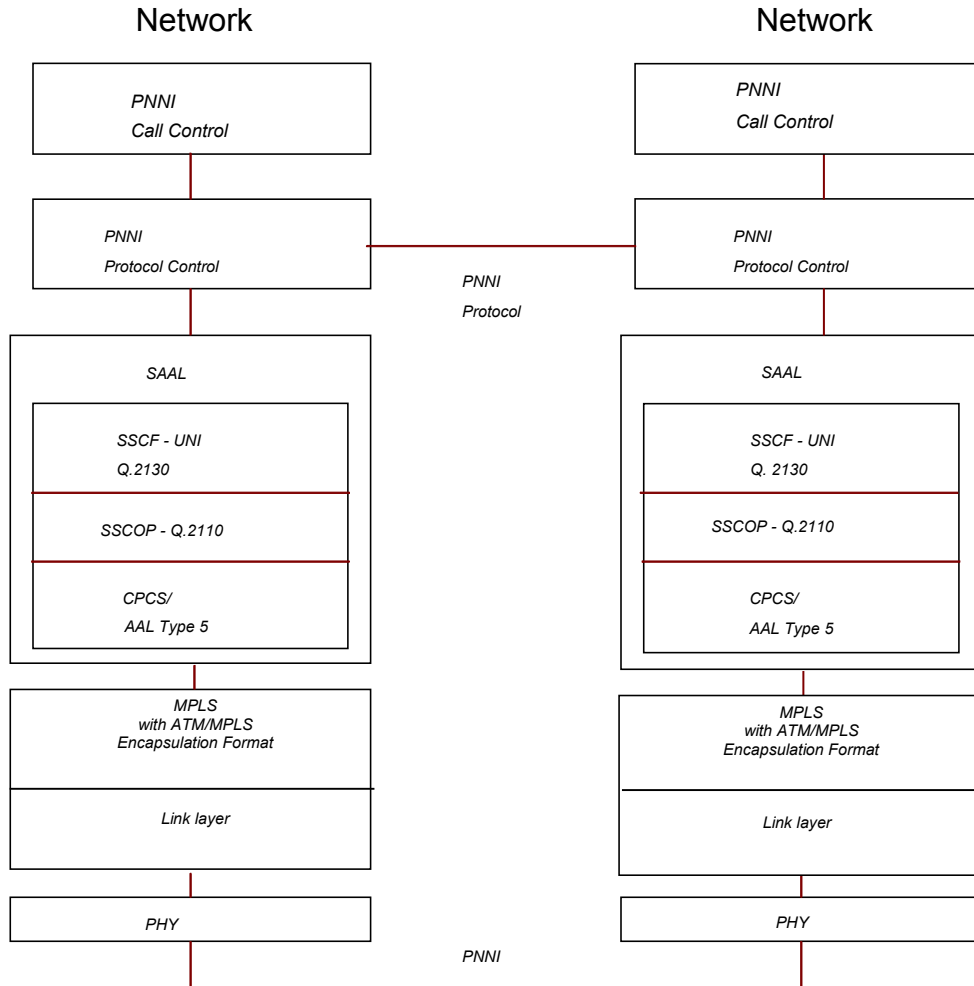 Network
PNNI
Call Control
PNNI
Protocol Control
SAAL
SSCF - UNI
Q.2130
SSCOP - Q.2110
CPCS/
AAL Type 5
MPLS
with ATM/MPLS
Encapsulation Format
Link layer
PHY
PNNI
Protocol
PNNI
Network
PNNI
Call Control
PNNI
Protocol Control
SAAL
SSCF - UNI
Q. 2130
SSCOP - Q.2110
CPCS/
AAL Type 5
MPLS
with ATM/MPLS
Encapsulation Format
Link layer
PHY